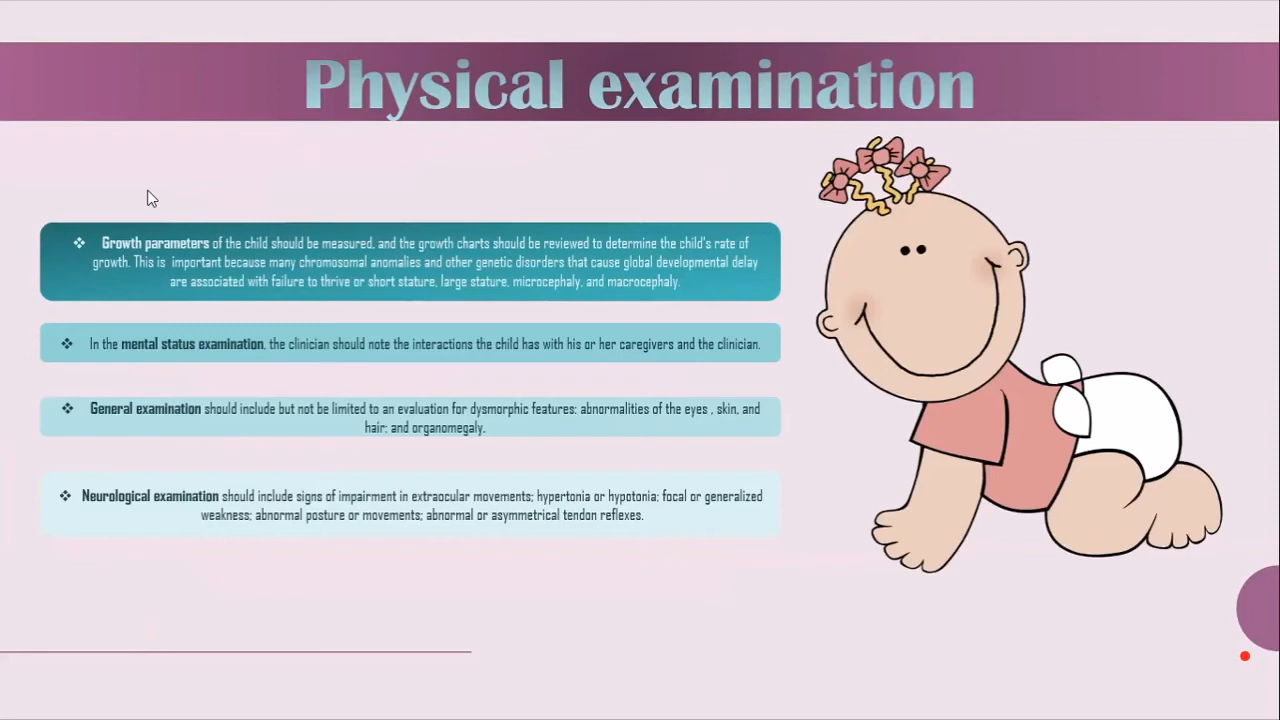 Physical examination
❖ Growth parameters of the child should be measured, and the growth charts should be reviewed to determine the child's rate of
growth. This is important because many chromosomal anomalies and other genetic disorders that cause global developmental delay
are associated with failure to thrive or short stature, large stature, microcephaly, and macrocephaly.
❖ In the mental status examination, the clinician should note the interactions the child has with his or her caregivers and the clinician.
❖ General examination should include but not be limited to an evaluation for dysmorphic features; abnormalities of the eyes , skin, and
hair; and organomegaly.
❖ Neurological examination should include signs of impairment in extraocular movements; hypertonia or hypotonia; focal or generalized
weakness; abnormal posture or movements; abnormal or asymmetrical tendon reflexes.